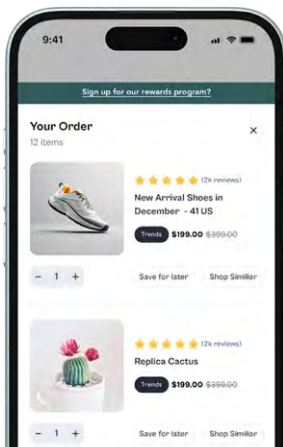 9:41
Sign up for our rewards program?
Your Order
12 items
(2k reviews)
New Arrival Shoes in
December - 41 US
Trends $199.00 $399.00
- 1 +
Save for later Shop Similiar
(2k reviews)
Replica Cactus
Trends $199.00 $399.00
- 1 +
Save for later Shop Similiar